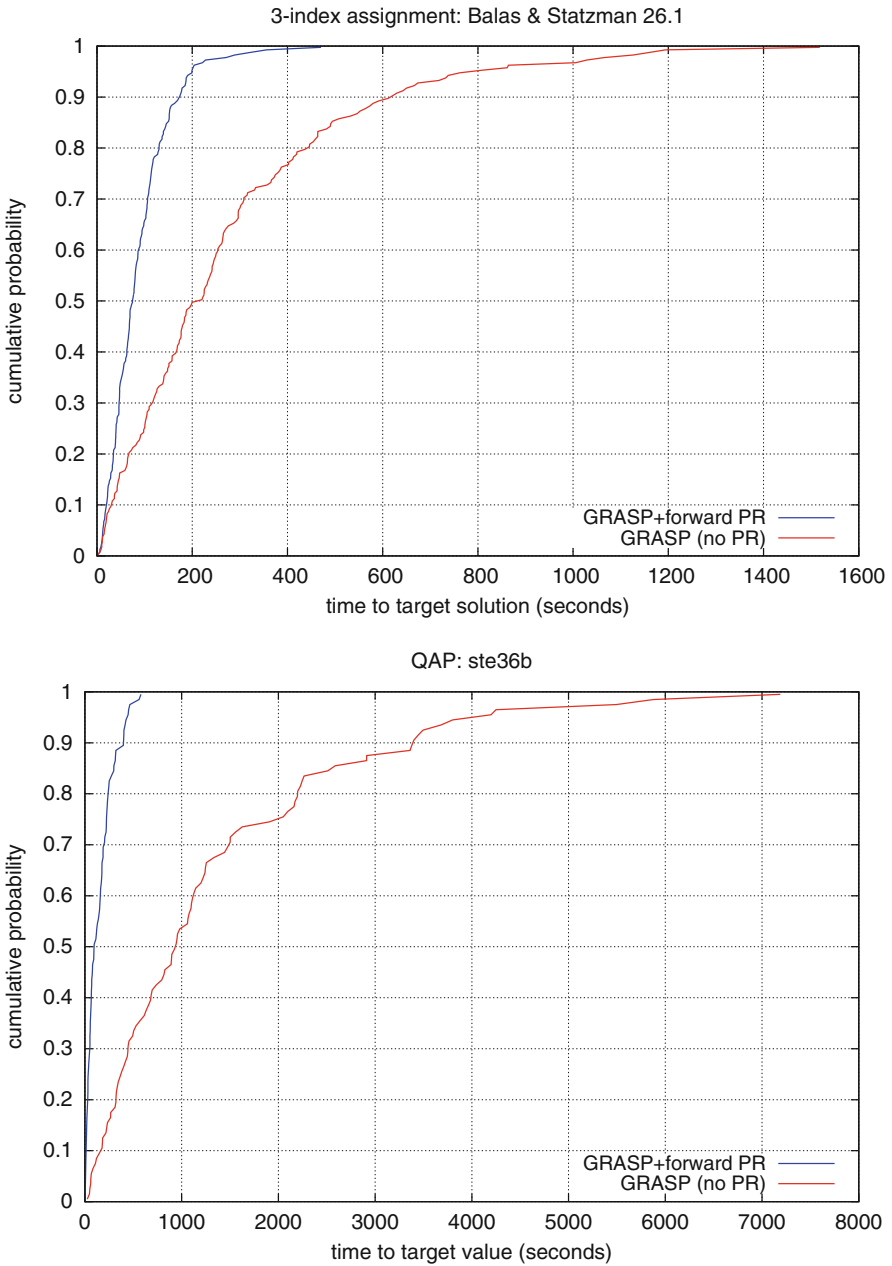 3-index assignment: Balas & Statzman 26.1
1
0.9
0.8
0.7
0.6
0.5
0.4
0.3
0.2
0.1
0
cumulative probability
GRASP+forward PR
GRASP (no PR)
0 200 400 600 800 1000 1200 1400 1600
time to target solution (seconds)
QAP: ste36b
1
0.9
0.8
0.7
0.6
0.5
0.4
0.3
0.2
0.1
0
cumulative probability
GRASP+forward PR
GRASP (no PR)
0 1000 2000 3000 4000 5000 6000 7000 8000
time to target value (seconds)